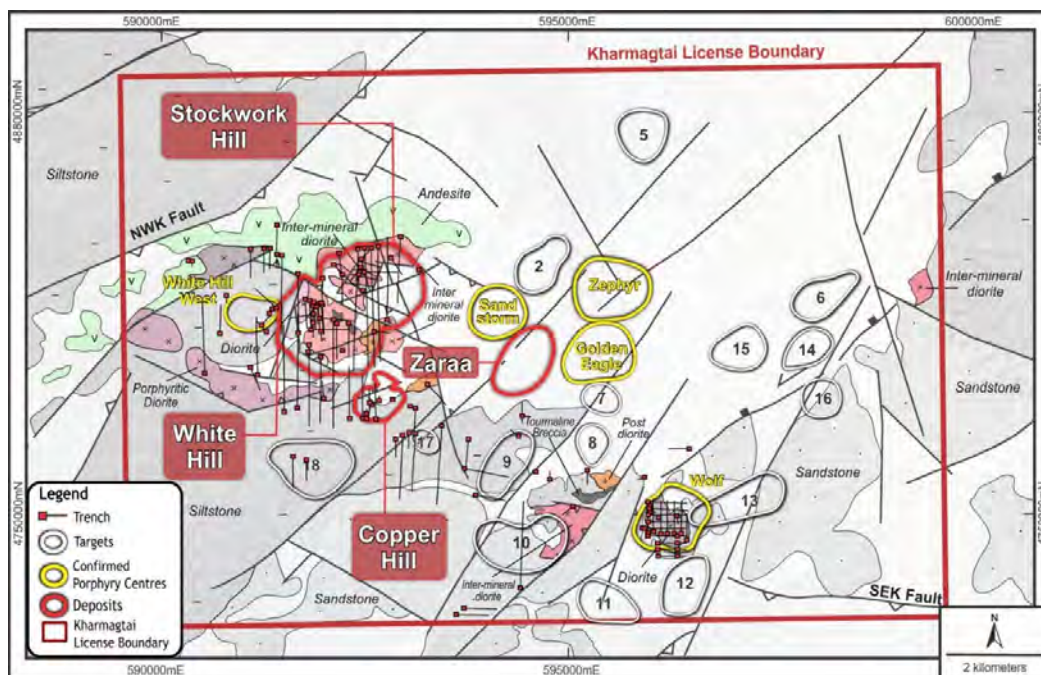 590000mE
595000mE
600000mE
Kharmagtai License Boundary
4880000mN
Stockwork
Hill
5
Siltstone
Andesite
NWK Fault
Inter-mineral
diorite
2
White Hill
West
Inter
mineral
diorite
Sand
storm
Zephyr
6
Inter-mineral
diorite
Diorite
Zaraa
Golden
Eagle
15
14
Porphyritic
Diorite
7
16
Sandstone
White
Hill
Tourmaline
Breccia
Post
diorite
17
8
9
18
Sandstone
Wolf
13
Siltstone
4750000mN
Copper
Hill
10
Inter-mineral
diorite
Diorite
12
11
Sandstone
SEK Fault
Legend
Trench
Targets
Confirmed
Porphyry Centres
Deposits
Kharmagtai
License Boundary
N
2 kilometers
590000mE
595000mE